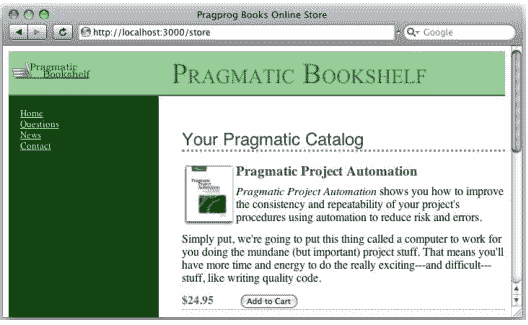 Pragprog Books Online Store
http://localhost:3000/store
Google
Pragmatic
Bookshelf
PRAGMATIC BOOKSHELF
Home
Questions
News
Contact
Your Pragmatic Catalog
Pragmatic Project Automation
Pragmatic Project Automation shows you how to improve
the consistency and repeatability of your project's
procedures using automation to reduce risk and errors.
Simply put, we're going to put this thing called a computer to work for
you doing the mundane (but important) project stuff. That means you'll
have more time and energy to do the really exciting---and difficult---
stuff, like writing quality code.
$24.95
Add to Cart